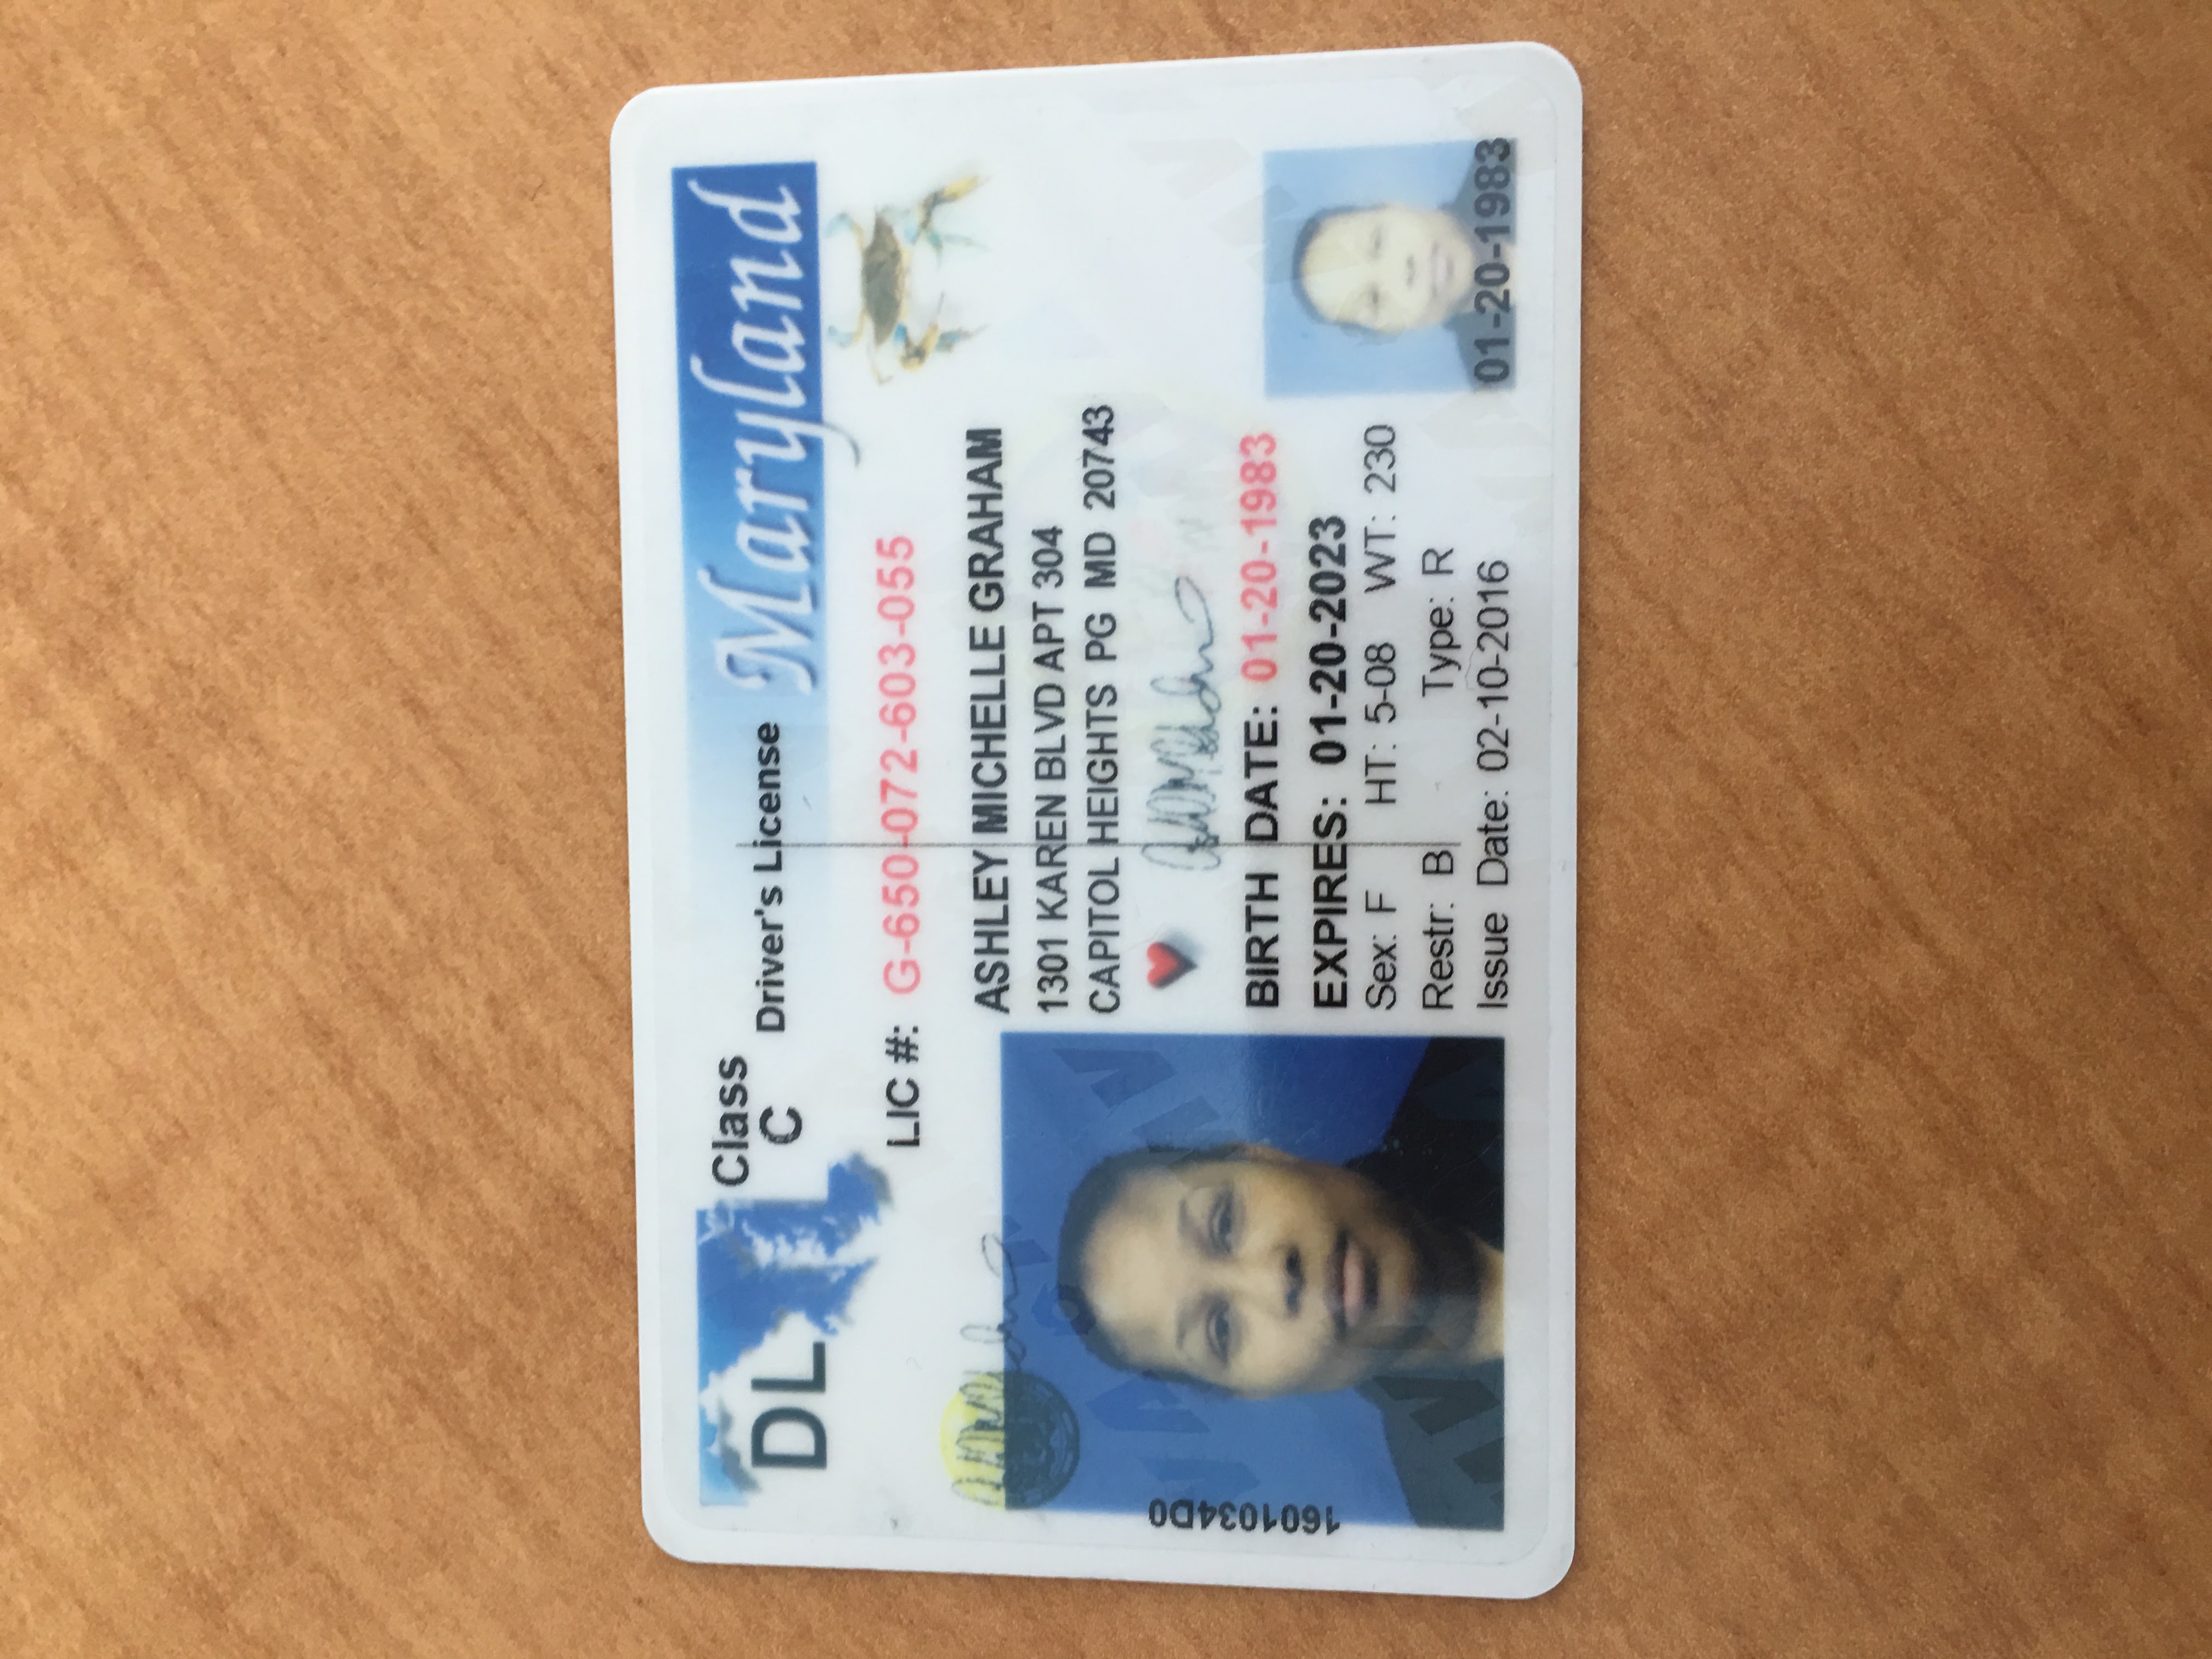 DL
Class
C
Driver's License
Maryland
LIC #: G-650-072-603-055
ASHLEY MICHELLE GRAHAM
1301 KAREN BLVD APT 304
CAPITOL HEIGHTS PG MD 20743
BIRTH DATE: 01-20-1983
EXPIRES: 01-20-2023
Sex: F HT: 5-08 WT: 230
Restr: B Type: R
Issue Date: 02-10-2016
01-20-1983
1601034D0